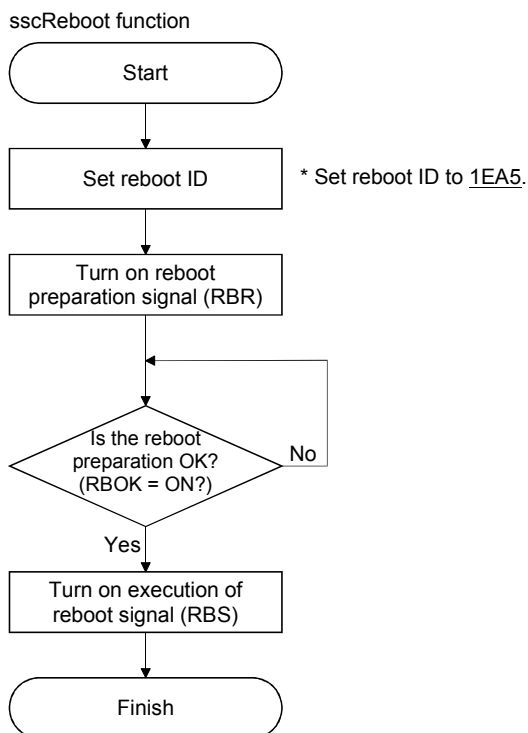 sscReboot function
Start
Set reboot ID
* Set reboot ID to 1EA5.
Turn on reboot
preparation signal (RBR)
Is the reboot
preparation OK?
(RBOK = ON?)
No
Yes
Turn on execution of
reboot signal (RBS)
Finish